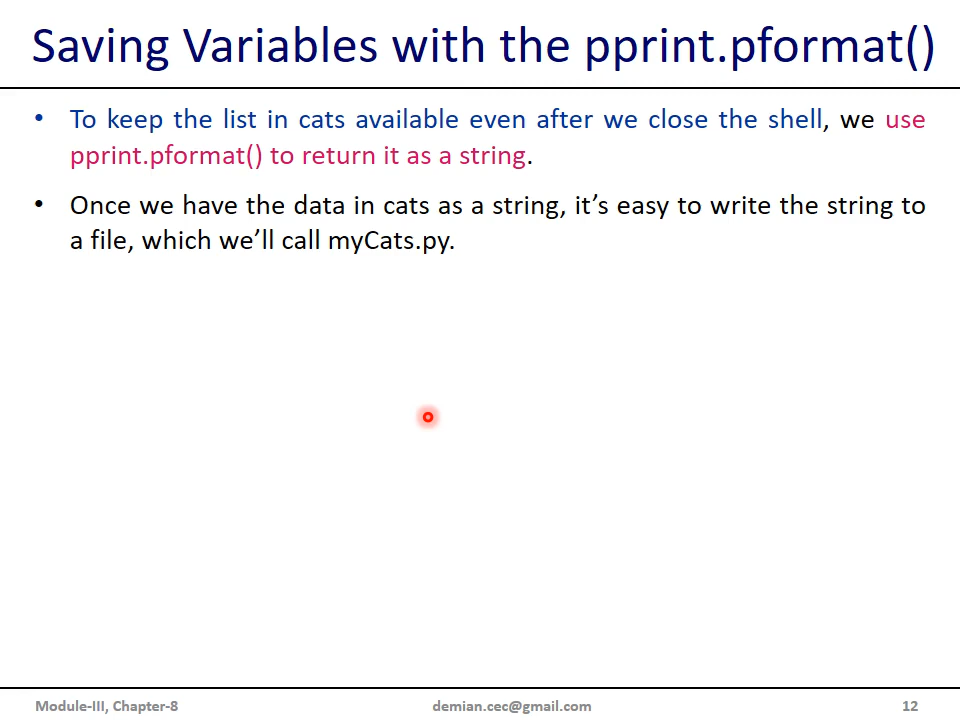 Saving Variables with the pprint.pformat()
• To keep the list in cats available even after we close the shell, we use
pprint.pformat() to return it as a string.
• Once we have the data in cats as a string, it’s easy to write the string to
a file, which we’ll call myCats.py.
Module-III, Chapter-8
demian.cec@gmail.com
12